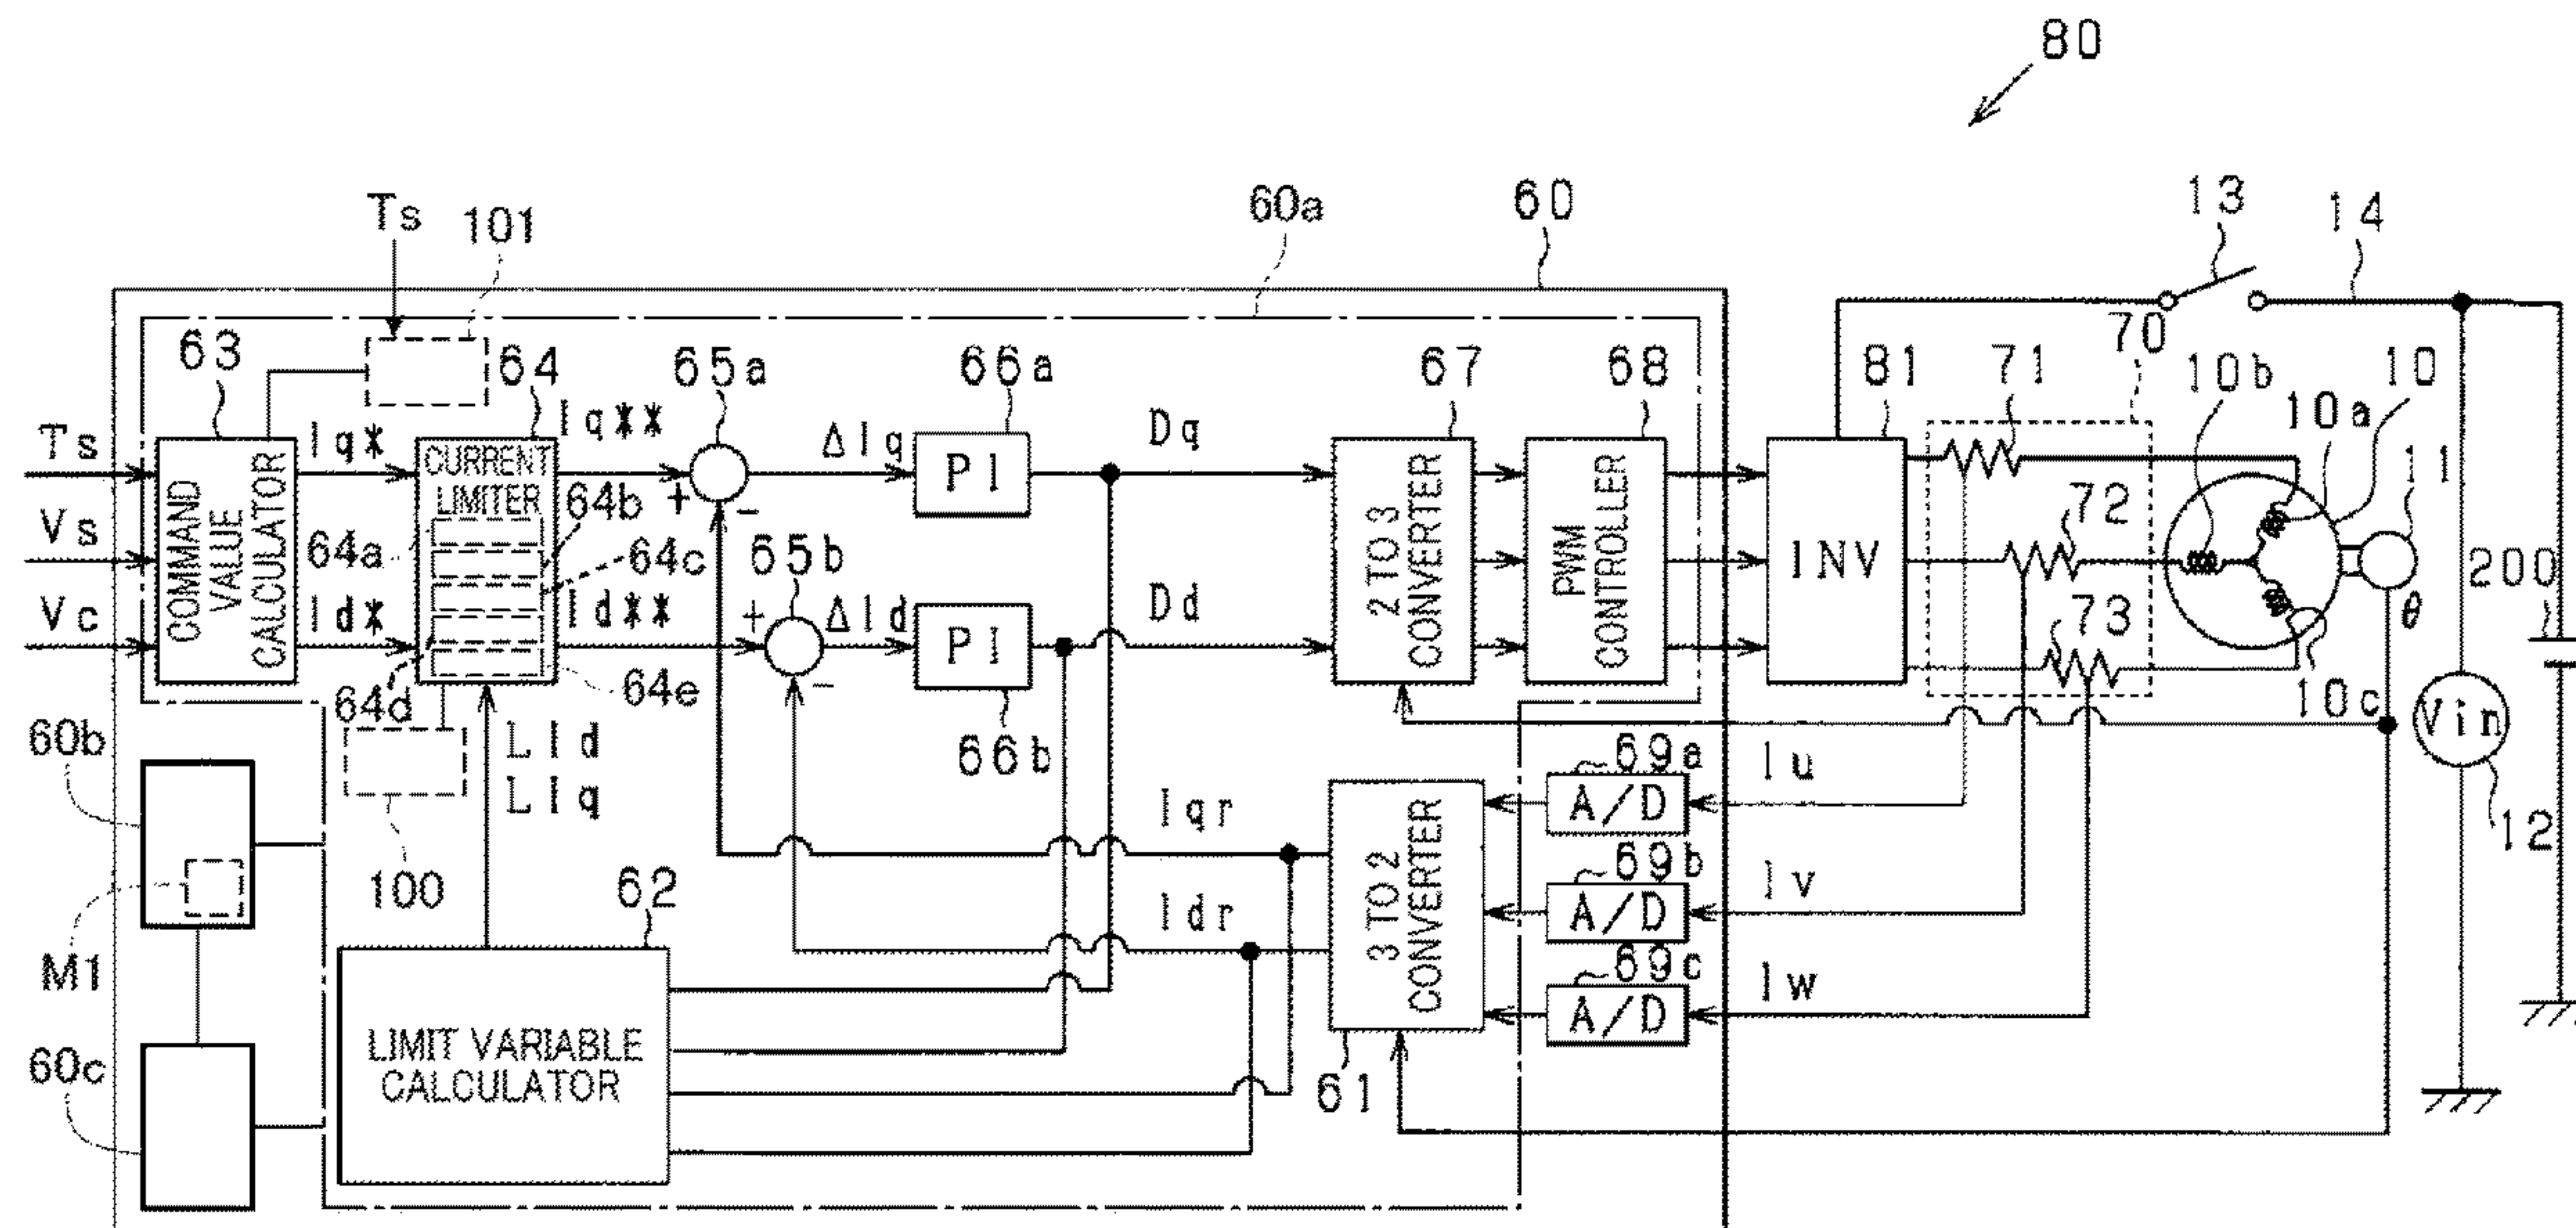 80
Ts
101
60a
60
13
14
63
64
65a
66a
67
68
81
71
70
10b
10a
10
11
Ts
Iq*
Iq**
ΔIq
Dq
Vs
Vc
COMMAND
VALUE
CALCULATOR
Id*
CURRENT
LIMITER
64a
64b
64c
64d
64e
Id**
+
-
65b
+
-
ΔId
PI
PI
66b
Dd
2 TO 3
CONVERTER
PWM
CONTROLLER
INV
72
73
10c
θ
200
Vin
12
60b
M1
60c
100
LId
LIq
62
LIMIT VARIABLE
CALCULATOR
Iqr
Idr
3 TO 2
CONVERTER
61
69a
A/D
Iu
69b
A/D
Iv
69c
A/D
Iw